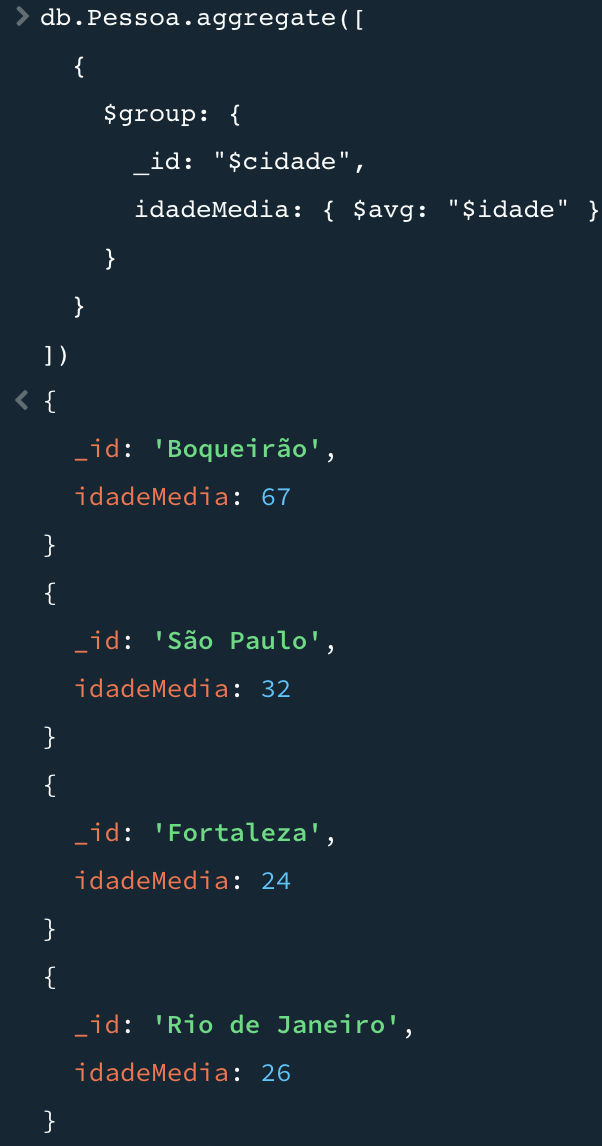 db.Pessoa.aggregate([
{
$group: {
_id: "$cidade",
idadeMedia: { $avg: "$idade" }
}
}
])
{
_id: 'Boqueirão',
idadeMedia: 67
}
{
_id: 'São Paulo',
idadeMedia: 32
}
{
_id: 'Fortaleza',
idadeMedia: 24
}
{
_id: 'Rio de Janeiro',
idadeMedia: 26
}